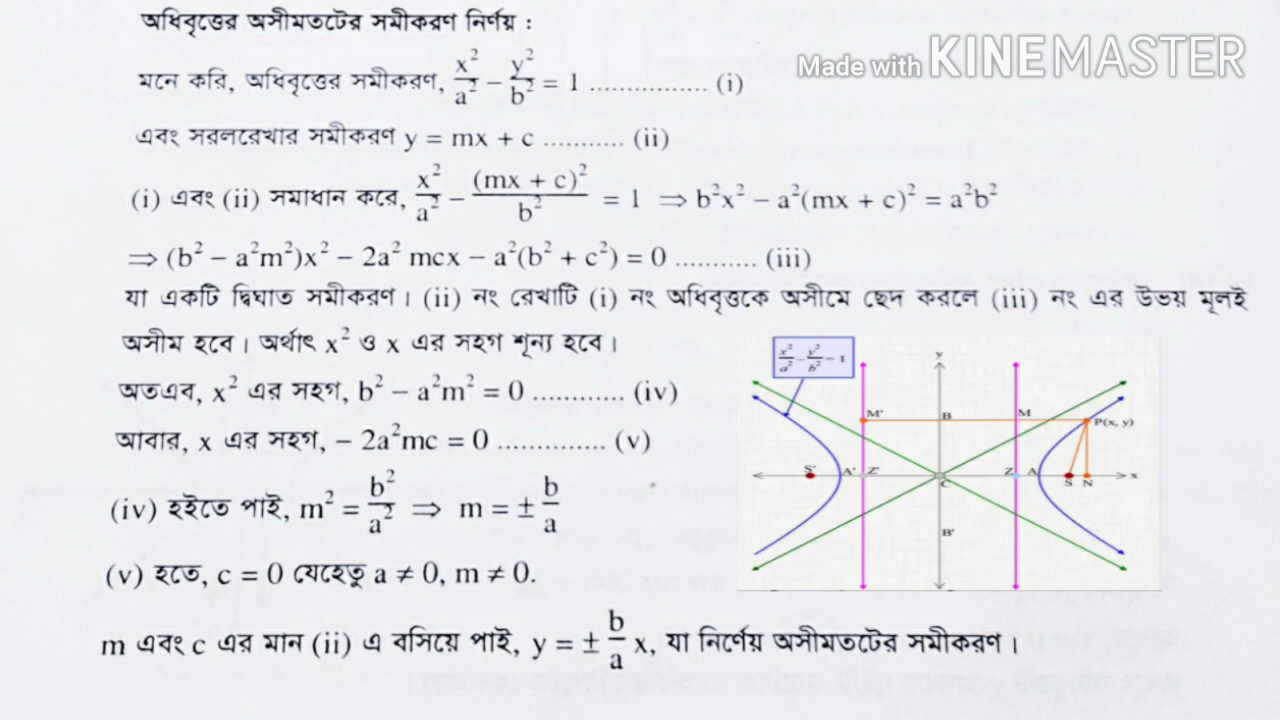 অধিবৃত্তের অসীমতটের সমীকরণ নির্ণয় :
Made with KINEMASTER
মনে করি, অধিবৃত্তের সমীকরণ, x²/a² − y²/b² = 1 ................ (i)
এবং সরলরেখার সমীকরণ y = mx + c ........... (ii)
(i) এবং (ii) সমাধান করে, x²/a² − (mx + c)²/b² = 1 ⇒ b²x² − a²(mx + c)² = a²b²
⇒ (b² − a²m²)x² − 2a² mcx − a²(b² + c²) = 0 ........... (iii)
যা একটি দ্বিঘাত সমীকরণ। (ii) নং রেখাটি (i) নং অধিবৃত্তকে অসীমে ছেদ করলে (iii) নং এর উভয় মূলই
অসীম হবে। অর্থাৎ x² ও x এর সহগ শূন্য হবে।
অতএব, x² এর সহগ, b² − a²m² = 0 ............ (iv)
আবার, x এর সহগ, − 2a²mc = 0 ............... (v)
(iv) হইতে পাই, m² = b²/a² ⇒ m = ± b/a
(v) হতে, c = 0 যেহেতু a ≠ 0, m ≠ 0.
m এবং c এর মান (ii) এ বসিয়ে পাই, y = ± b/a x, যা নির্ণেয় অসীমতটের সমীকরণ।
x²/a² − y²/b² = 1
y
M' B M P(x, y)
S' A' Z' C Z A S N x
B'